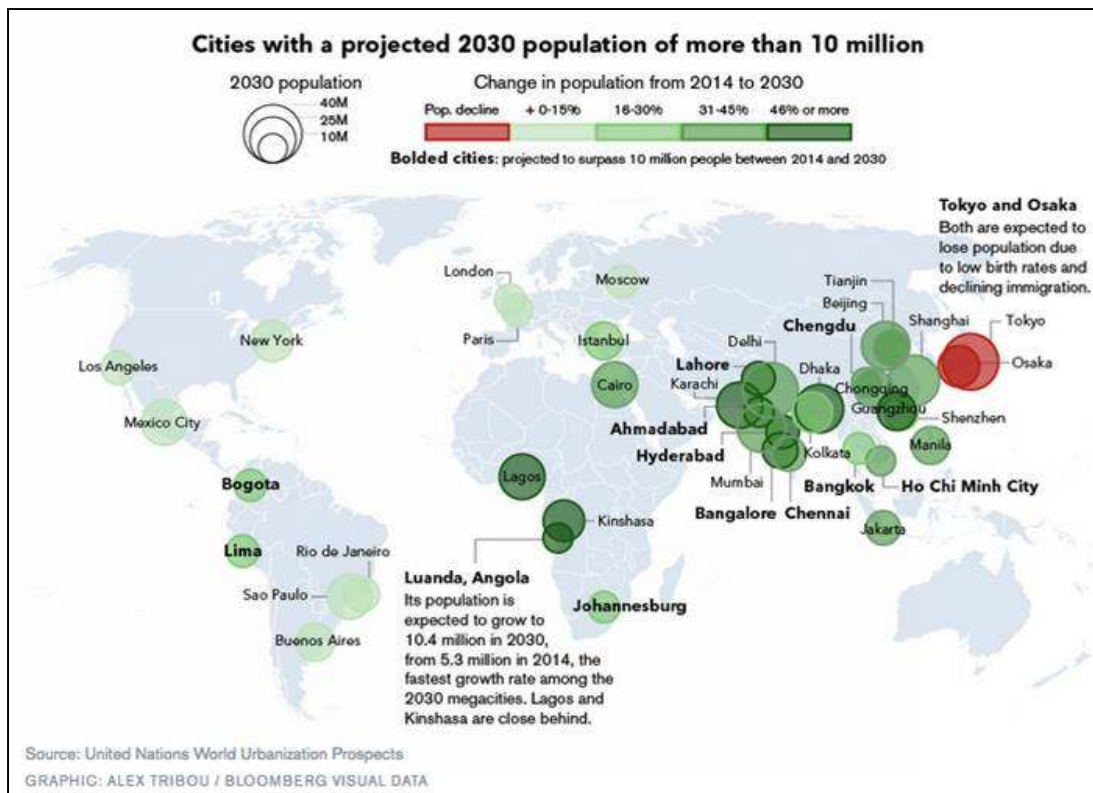 Cities with a projected 2030 population of more than 10 million
2030 population
40M
25M
10M
Change in population from 2014 to 2030
Pop. decline
+ 0-15%
16-30%
31-45%
46% or more
Bolded cities: projected to surpass 10 million people between 2014 and 2030
Tokyo and Osaka
Both are expected to
lose population due
to low birth rates and
declining immigration.
London
Moscow
Tianjin
Beijing
Chengdu
Shanghai
Tokyo
New York
Paris
Istanbul
Delhi
Los Angeles
Lahore
Dhaka
Osaka
Cairo
Karachi
Chongqing
Mexico City
Guangzhou
Shenzhen
Ahmadabad
Manila
Hyderabad
Kolkata
Lagos
Mumbai
Bangkok
Ho Chi Minh City
Bogota
Bangalore
Chennai
Kinshasa
Jakarta
Lima
Rio de Janeiro
Sao Paulo
Johannesburg
Buenos Aires
Luanda, Angola
Its population is
expected to grow to
10.4 million in 2030,
from 5.3 million in 2014, the
fastest growth rate among the
2030 megacities. Lagos and
Kinshasa are close behind.
Source: United Nations World Urbanization Prospects
GRAPHIC: ALEX TRIBOU / BLOOMBERG VISUAL DATA